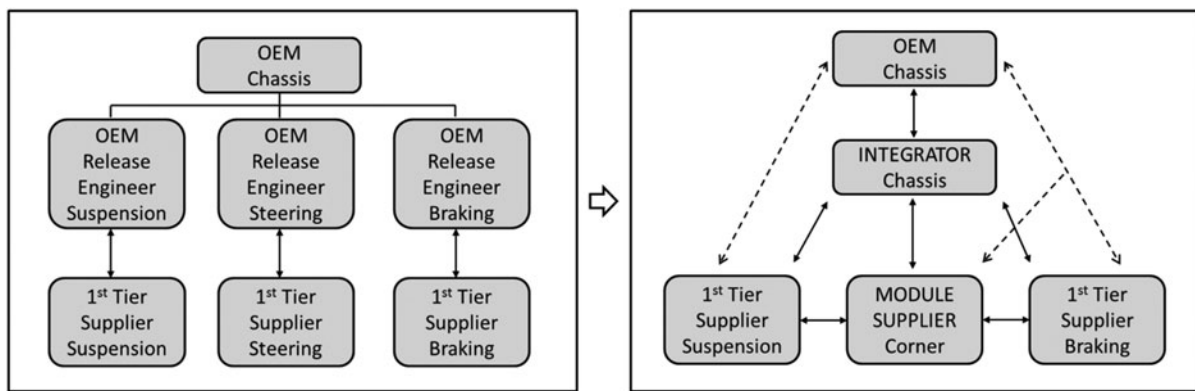 OEM
Chassis
OEM
Release
Engineer
Suspension
OEM
Release
Engineer
Steering
OEM
Release
Engineer
Braking
1st Tier
Supplier
Suspension
1st Tier
Supplier
Steering
1st Tier
Supplier
Braking
OEM
Chassis
INTEGRATOR
Chassis
1st Tier
Supplier
Suspension
MODULE
SUPPLIER
Corner
1st Tier
Supplier
Braking